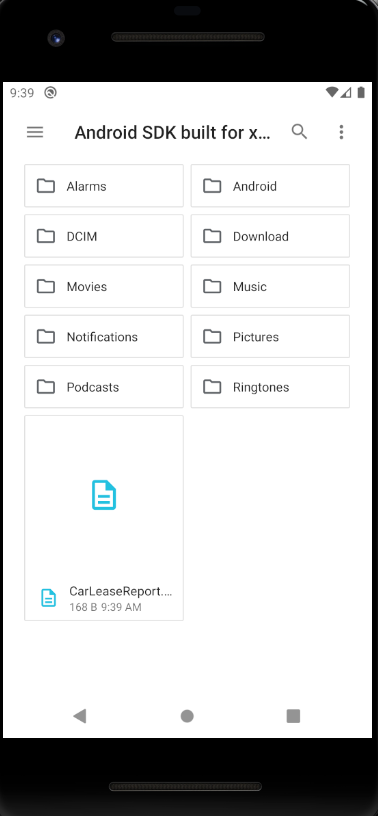 9:39
Android SDK built for x...
Alarms
Android
DCIM
Download
Movies
Music
Notifications
Pictures
Podcasts
Ringtones
CarLeaseReport....
168 B 9:39 AM